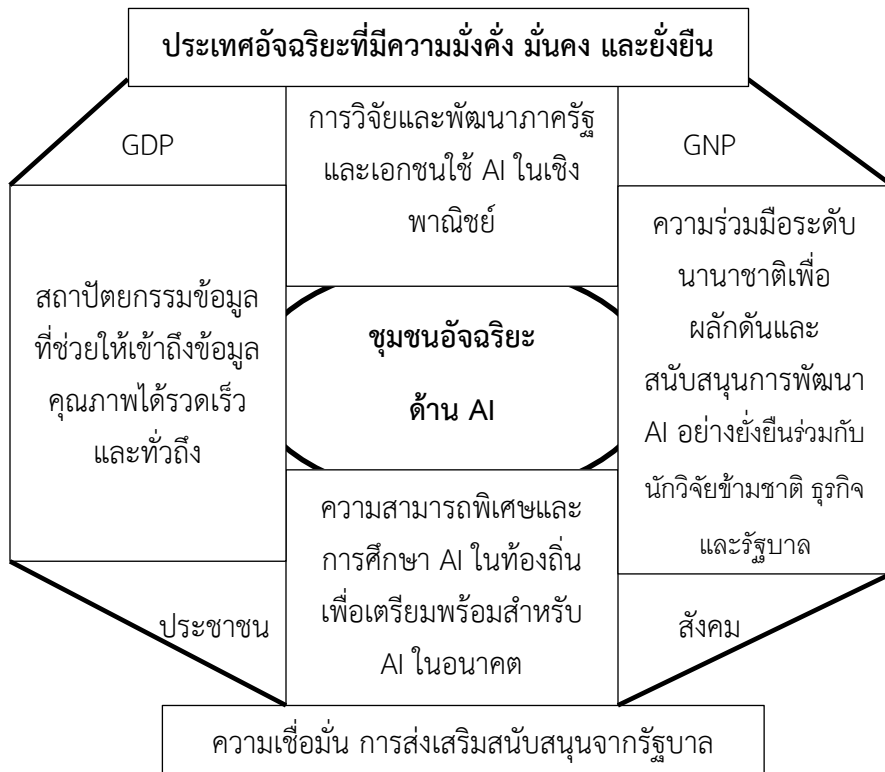 ประเทศอัจฉริยะที่มีความมั่งคั่ง มั่นคง และยั่งยืน
GDP
การวิจัยและพัฒนาภาครัฐ
และเอกชนใช้ AI ในเชิง
พาณิชย์
GNP
สถาปัตยกรรมข้อมูล
ที่ช่วยให้เข้าถึงข้อมูล
คุณภาพได้รวดเร็ว
และทั่วถึง
ชุมชนอัจฉริยะ
ด้าน AI
ความร่วมมือระดับ
นานาชาติเพื่อ
ผลักดันและ
สนับสนุนการพัฒนา
AI อย่างยั่งยืนร่วมกับ
นักวิจัยข้ามชาติ ธุรกิจ
และรัฐบาล
ประชาชน
ความสามารถพิเศษและ
การศึกษา AI ในท้องถิ่น
เพื่อเตรียมพร้อมสำหรับ
AI ในอนาคต
สังคม
ความเชื่อมั่น การส่งเสริมสนับสนุนจากรัฐบาล